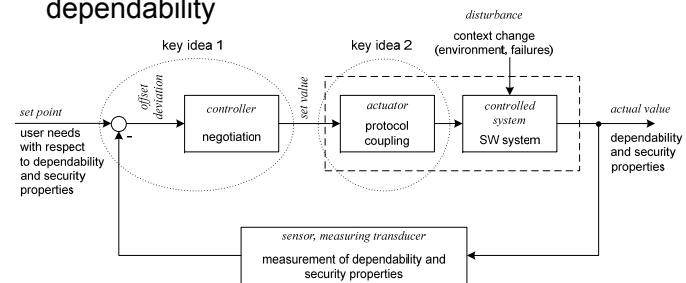 dependability
disturbance
context change
(environment, failures)
key idea 1
key idea 2
set point
user needs
with respect
to dependability
and security
properties
-
offset
deviation
controller
negotiation
set value
actuator
protocol
coupling
controlled
system
SW system
actual value
dependability
and security
properties
sensor, measuring transducer
measurement of dependability and
security properties